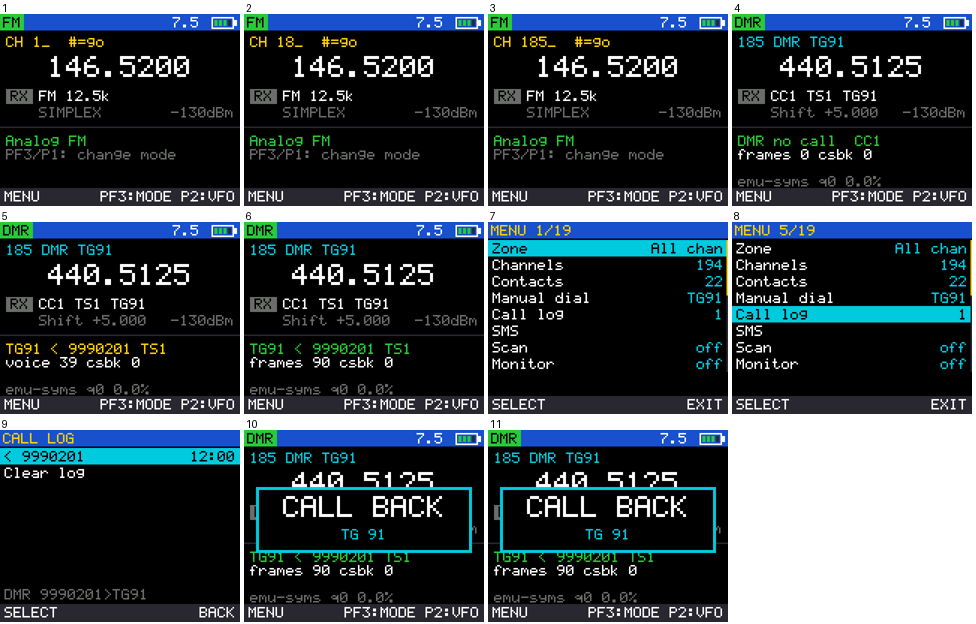 1
FM 7.5
CH 1_ #=go
146.5200
RX FM 12.5k
SIMPLEX -130dBm
Analog FM
PF3/P1: change mode
MENU PF3:MODE P2:VFO
2
FM 7.5
CH 18_ #=go
146.5200
RX FM 12.5k
SIMPLEX -130dBm
Analog FM
PF3/P1: change mode
MENU PF3:MODE P2:VFO
3
FM 7.5
CH 185_ #=go
146.5200
RX FM 12.5k
SIMPLEX -130dBm
Analog FM
PF3/P1: change mode
MENU PF3:MODE P2:VFO
4
DMR 7.5
185 DMR TG91
440.5125
RX CC1 TS1 TG91
Shift +5.000 -130dBm
DMR no call CC1
frames 0 csbk 0
emu-syms q0 0.0%
MENU PF3:MODE P2:VFO
5
DMR 7.5
185 DMR TG91
440.5125
RX CC1 TS1 TG91
Shift +5.000 -130dBm
TG91 < 9990201 TS1
voice 39 csbk 0
emu-syms q0 0.0%
MENU PF3:MODE P2:VFO
6
DMR 7.5
185 DMR TG91
440.5125
RX CC1 TS1 TG91
Shift +5.000 -130dBm
TG91 < 9990201 TS1
frames 90 csbk 0
emu-syms q0 0.0%
MENU PF3:MODE P2:VFO
7
MENU 1/19
Zone All chan
Channels 194
Contacts 22
Manual dial TG91
Call log 1
SMS
Scan off
Monitor off
SELECT EXIT
8
MENU 5/19
Zone All chan
Channels 194
Contacts 22
Manual dial TG91
Call log 1
SMS
Scan off
Monitor off
SELECT EXIT
9
CALL LOG
< 9990201 12:00
Clear log
DMR 9990201>TG91
SELECT BACK
10
DMR 7.5
185 DMR TG91
440.5125
CALL BACK
TG 91
TG91 < 9990201 TS1
frames 90 csbk 0
emu-syms q0 0.0%
MENU PF3:MODE P2:VFO
11
DMR 7.5
185 DMR TG91
440.5125
CALL BACK
TG 91
TG91 < 9990201 TS1
frames 90 csbk 0
emu-syms q0 0.0%
MENU PF3:MODE P2:VFO